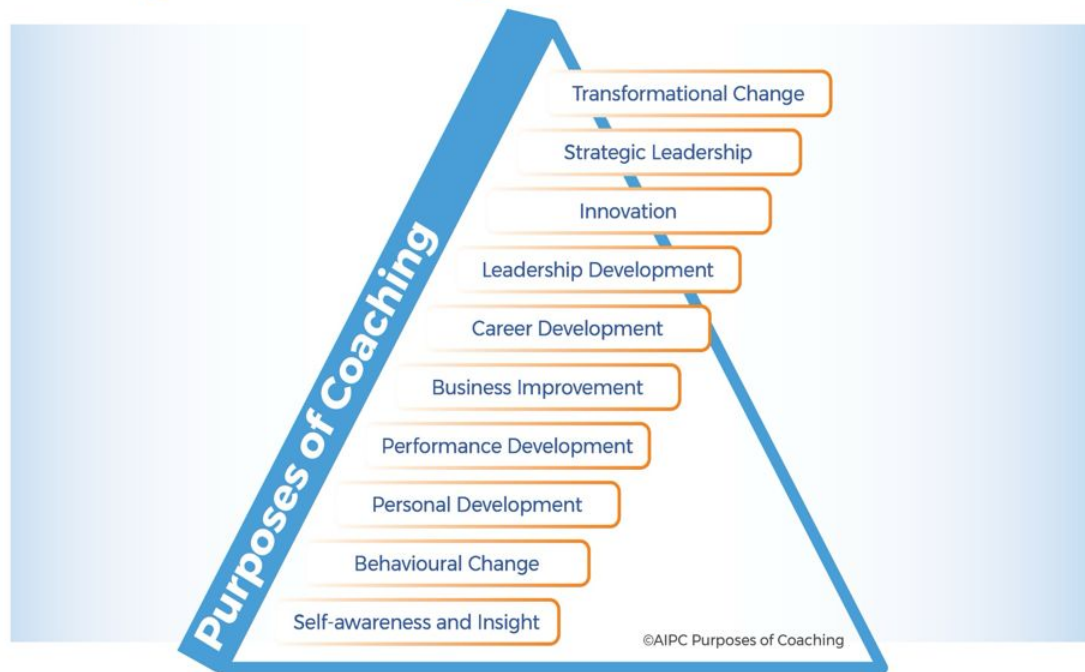 Purposes of Coaching
Transformational Change
Strategic Leadership
Innovation
Leadership Development
Career Development
Business Improvement
Performance Development
Personal Development
Behavioural Change
Self-awareness and Insight
©AIPC Purposes of Coaching